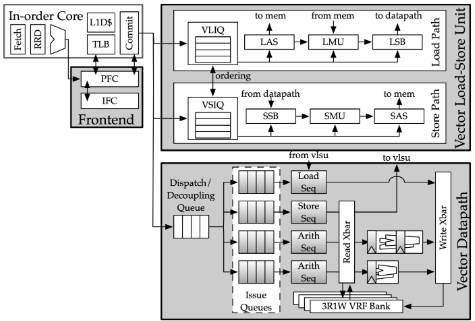 In-order Core
Fetch
RRD
L1D$
TLB
Commit
PFC
IFC
Frontend
VLIQ
to mem
from mem
to datapath
LAS
LMU
LSB
Load Path
ordering
VSIQ
from datapath
to mem
SSB
SMU
SAS
Store Path
Vector Load-Store Unit
from vlsu
to vlsu
Dispatch/
Decoupling
Queue
Issue
Queues
Load
Seq
Store
Seq
Arith
Seq
Arith
Seq
Read Xbar
Write Xbar
3R1W VRF Bank
Vector Datapath